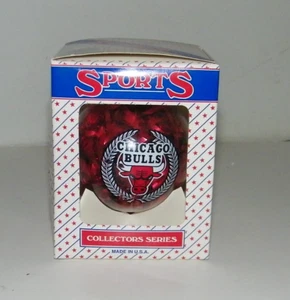 SPORTS
CHICAGO
BULLS
COLLECTORS SERIES
MADE IN U.S.A.